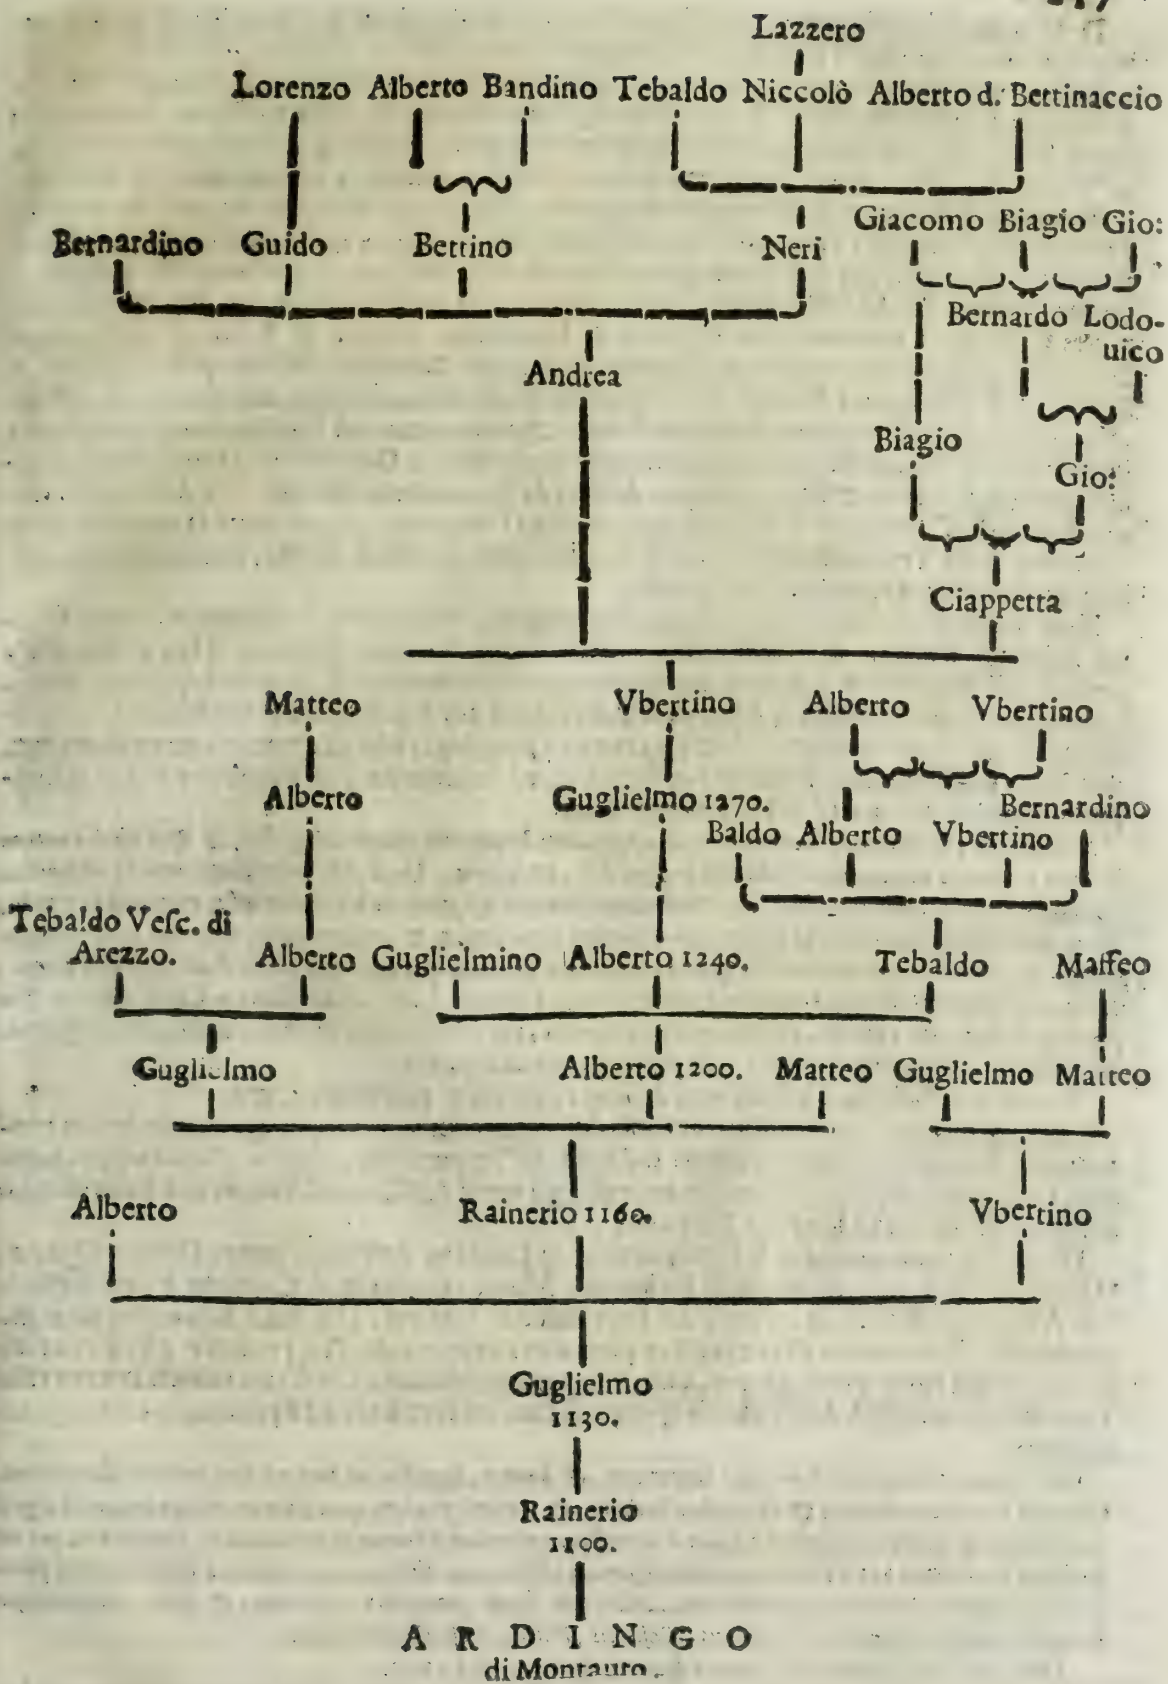 Lazzero
Lorenzo Alberto Bandino Tebaldo Niccolò Alberto d. Bettinaccio
Giacomo Biagio Gio:
Bernardino Guido Bettino Neri
Bernardo Lodo-
uico
Andrea
Biagio
Gio:
Ciappetta
Matteo Vbertino Alberto Vbertino
Alberto Guglielmo 1270. Bernardino
Baldo Alberto Vbertino
Tebaldo Vesc. di
Arezzo. Alberto Guglielmino Alberto 1240. Tebaldo Maffeo
Guglielmo Alberto 1200. Matteo Guglielmo Matteo
Alberto Rainerio 1160. Vbertino
Guglielmo
1130.
Rainerio
1100.
ARDINGO
di Montauro.